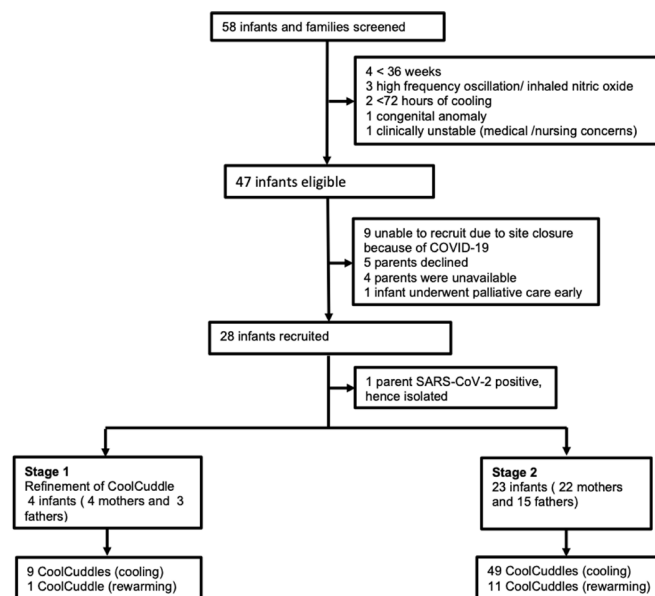 58 infants and families screened
4 < 36 weeks
3 high frequency oscillation/ inhaled nitric oxide
2 <72 hours of cooling
1 congenital anomaly
1 clinically unstable (medical /nursing concerns)
47 infants eligible
9 unable to recruit due to site closure
because of COVID-19
5 parents declined
4 parents were unavailable
1 infant underwent palliative care early
28 infants recruited
1 parent SARS-CoV-2 positive,
hence isolated
Stage 1
Refinement of CoolCuddle
4 infants ( 4 mothers and 3
fathers)
Stage 2
23 infants ( 22 mothers
and 15 fathers)
9 CoolCuddles (cooling)
1 CoolCuddle (rewarming)
49 CoolCuddles (cooling)
11 CoolCuddles (rewarming)